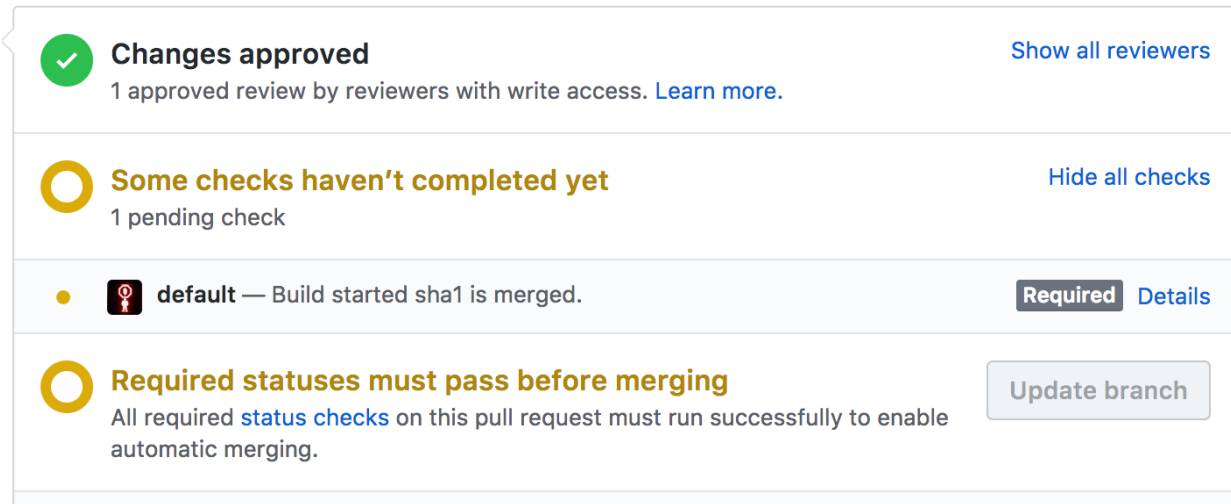 Changes approved
Show all reviewers
1 approved review by reviewers with write access. Learn more.
Some checks haven’t completed yet
Hide all checks
1 pending check
default — Build started sha1 is merged.
Required Details
Required statuses must pass before merging
Update branch
All required status checks on this pull request must run successfully to enable
automatic merging.